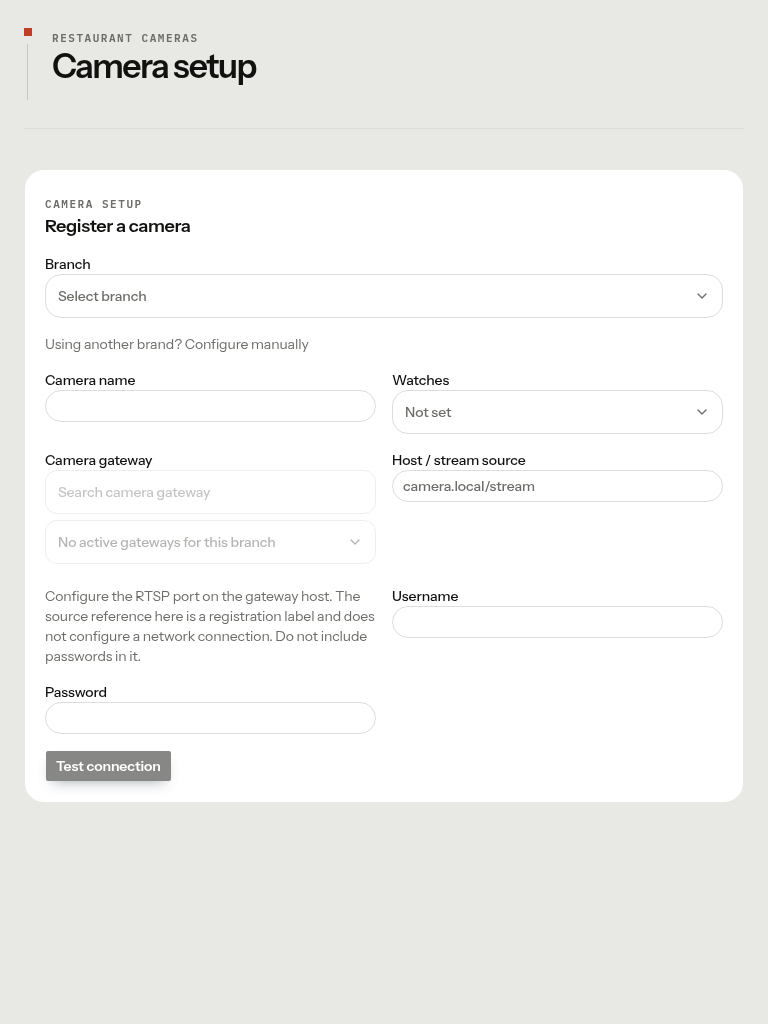 RESTAURANT CAMERAS
Camera setup
CAMERA SETUP
Register a camera
Branch
Select branch
Using another brand? Configure manually
Camera name
Watches
Not set
Camera gateway
Host / stream source
Search camera gateway
camera.local/stream
No active gateways for this branch
Configure the RTSP port on the gateway host. The
source reference here is a registration label and does
not configure a network connection. Do not include
passwords in it.
Username
Password
Test connection